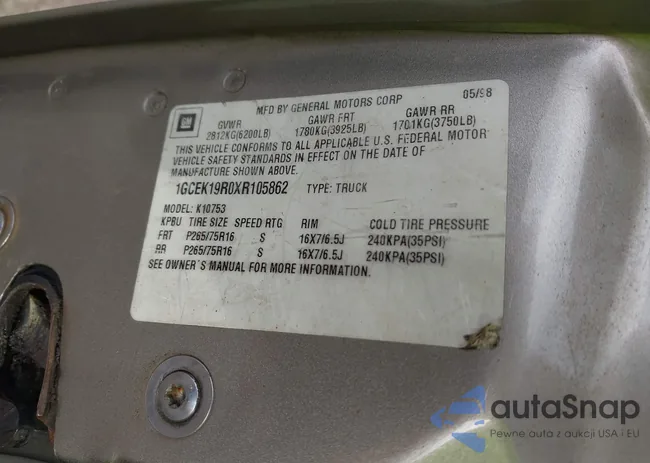 MFD BY GENERAL MOTORS CORP 05/98
GM
GVWR GAWR FRT GAWR RR
2812KG(6200LB) 1780KG(3925LB) 1701KG(3750LB)
THIS VEHICLE CONFORMS TO ALL APPLICABLE U.S. FEDERAL MOTOR
VEHICLE SAFETY STANDARDS IN EFFECT ON THE DATE OF
MANUFACTURE SHOWN ABOVE.
1GCEK19R0XR105862 TYPE: TRUCK
MODEL: K10753
KPBU TIRE SIZE SPEED RTG RIM COLD TIRE PRESSURE
FRT P265/75R16 S 16X7/6.5J 240KPA(35PSI)
RR P265/75R16 S 16X7/6.5J 240KPA(35PSI)
SEE OWNER'S MANUAL FOR MORE INFORMATION.
autaSnap
Pewne auta z aukcji USA i EU